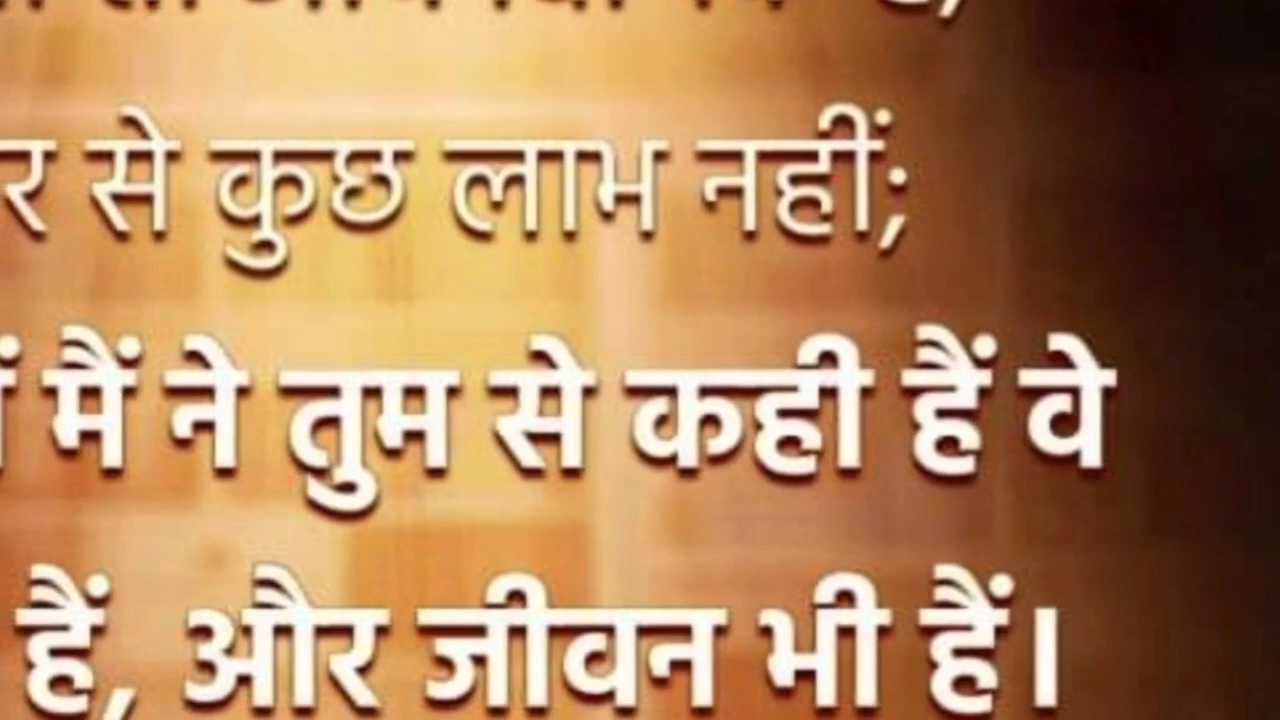 से कुछ लाभ नहीं;
मैं ने तुम से कही हैं वे
हैं, और जीवन भी हैं।